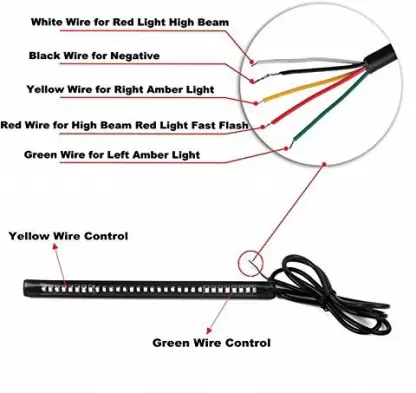 White Wire for Red Light High Beam
Black Wire for Negative
Yellow Wire for Right Amber Light
Red Wire for High Beam Red Light Fast Flash
Green Wire for Left Amber Light
Yellow Wire Control
Green Wire Control